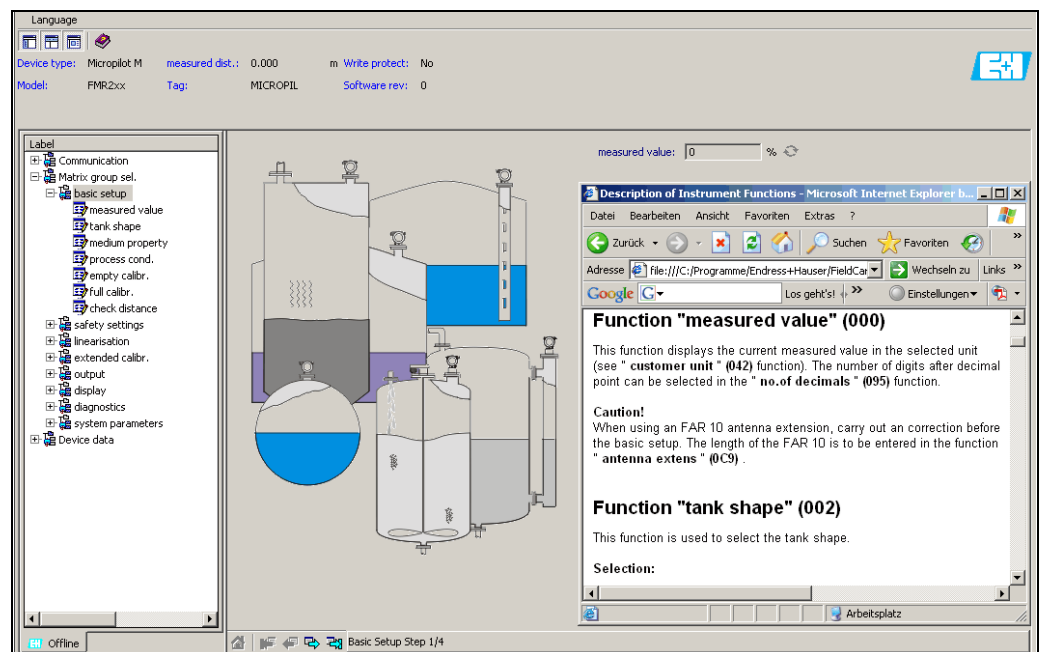 Language
Device type: Micropilot M measured dist.: 0.000 m Write protect: No
Model: FMR2xx Tag: MICROPIL Software rev: 0
E+H
Label
Communication
Matrix group sel.
basic setup
measured value
tank shape
medium property
process cond.
empty calibr.
full calibr.
check distance
safety settings
linearisation
extended calibr.
output
display
diagnostics
system parameters
Device data
measured value: 0 %
Description of Instrument Functions - Microsoft Internet Explorer b...
Datei Bearbeiten Ansicht Favoriten Extras ?
Zurück Suchen Favoriten »
Adresse file:///C:/Programme/Endress+Hauser/FieldCar Wechseln zu Links »
Google G Los geht's! » Einstellungen
Function "measured value" (000)
This function displays the current measured value in the selected unit
(see " customer unit " (042) function). The number of digits after decimal
point can be selected in the " no.of decimals " (095) function.
Caution!
When using an FAR 10 antenna extension, carry out an correction before
the basic setup. The length of the FAR 10 is to be entered in the function
" antenna extens " (0C9) .
Function "tank shape" (002)
This function is used to select the tank shape.
Selection:
Arbeitsplatz
Offline
Basic Setup Step 1/4